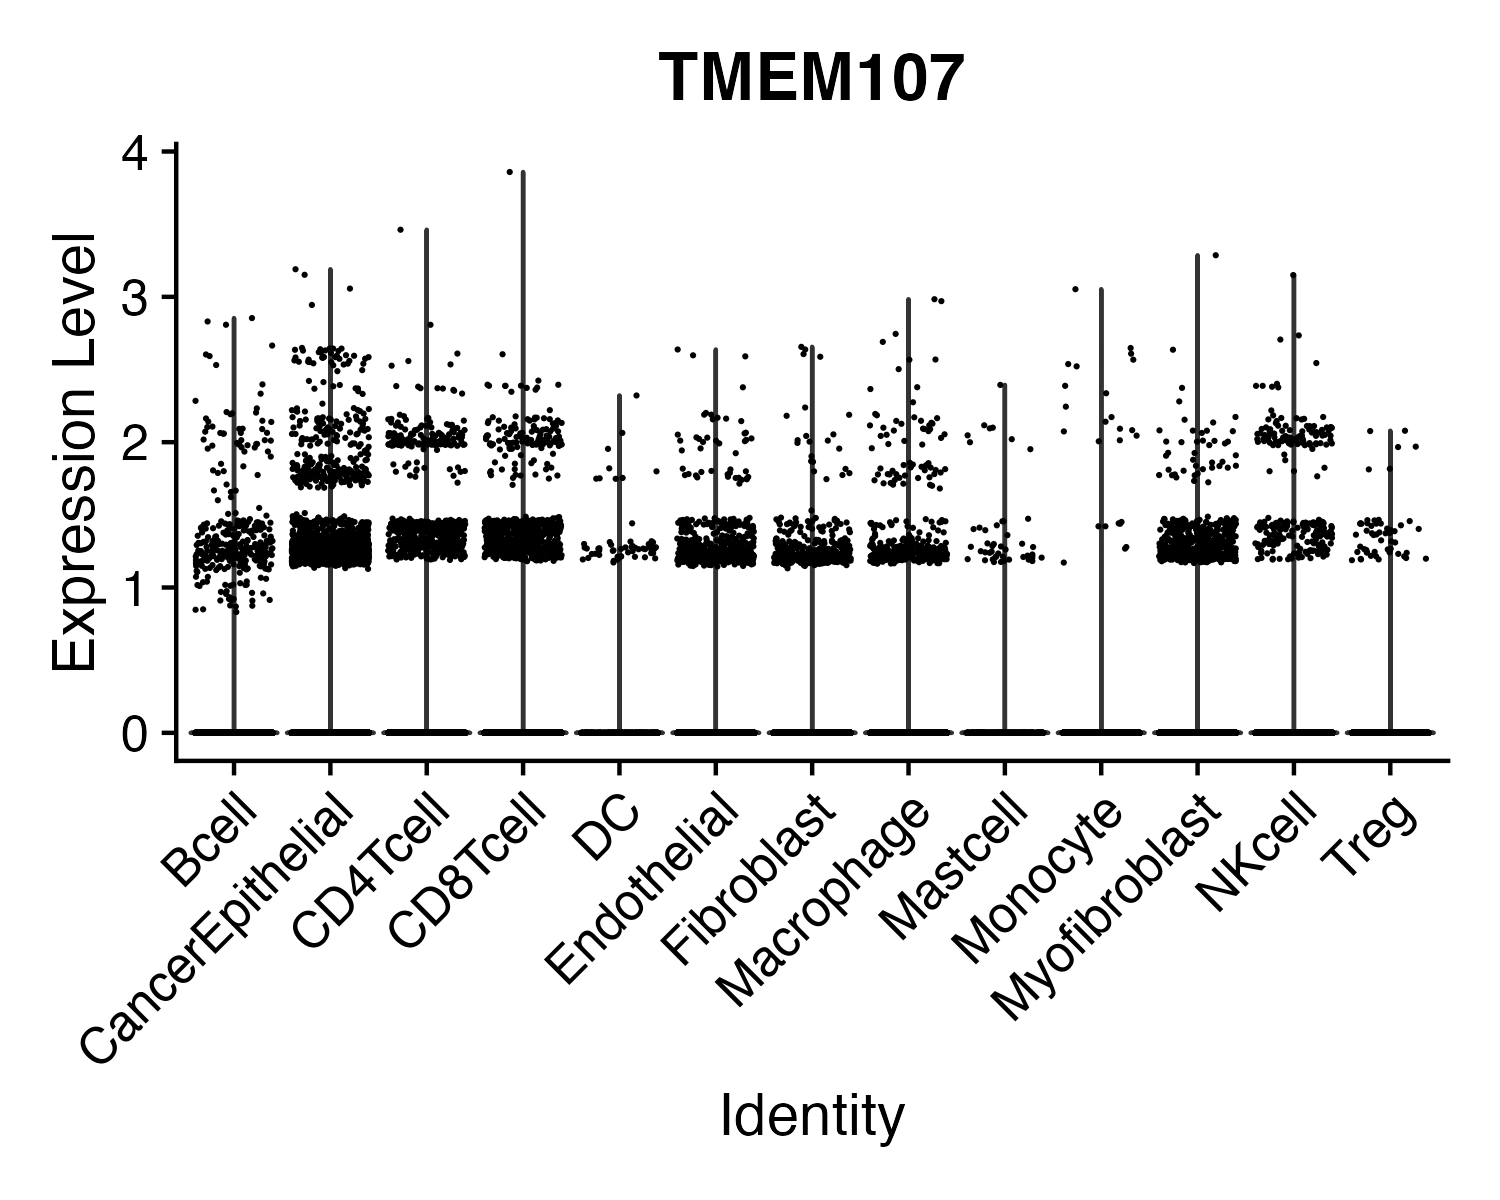 TMEM107
Expression Level
4
3
2
1
0
Bcell
CancerEpithelial
CD4Tcell
CD8Tcell
DC
Endothelial
Fibroblast
Macrophage
Mastcell
Monocyte
Myofibroblast
NKcell
Treg
Identity